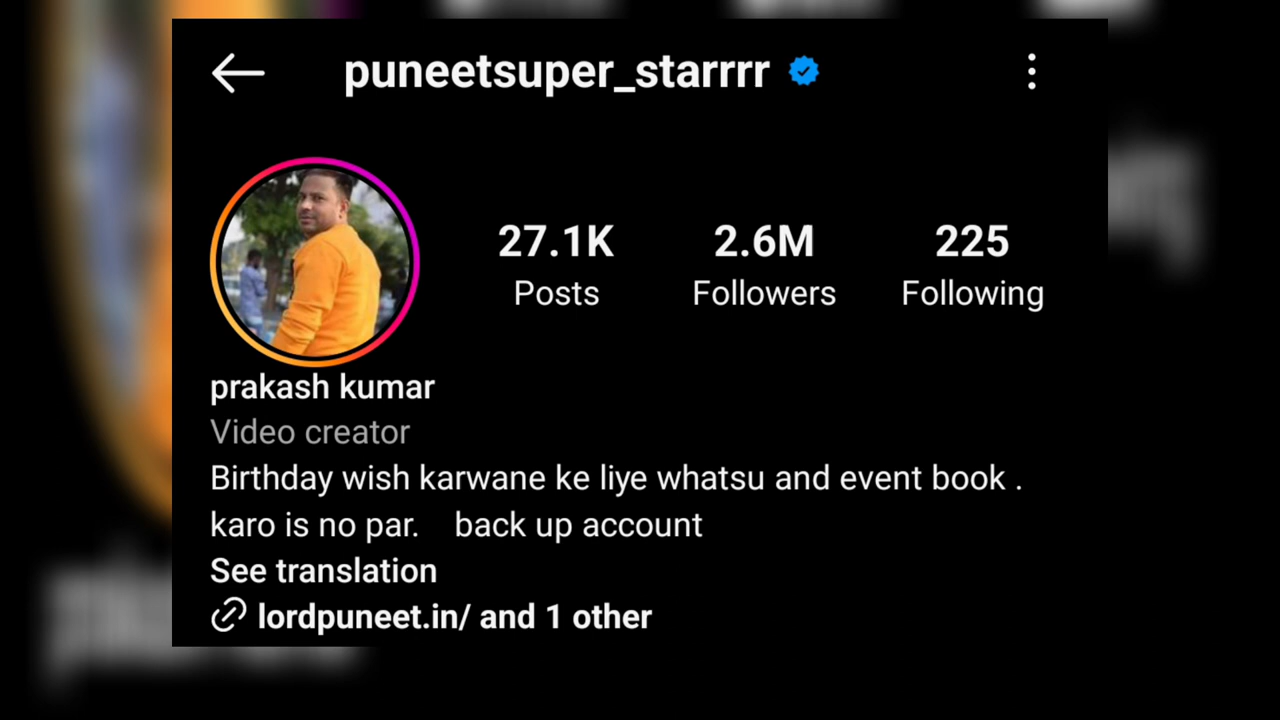 puneetsuper_starrrr
27.1K 2.6M 225
Posts Followers Following
prakash kumar
Video creator
Birthday wish karwane ke liye whatsu and event book .
karo is no par. back up account
See translation
lordpuneet.in/ and 1 other